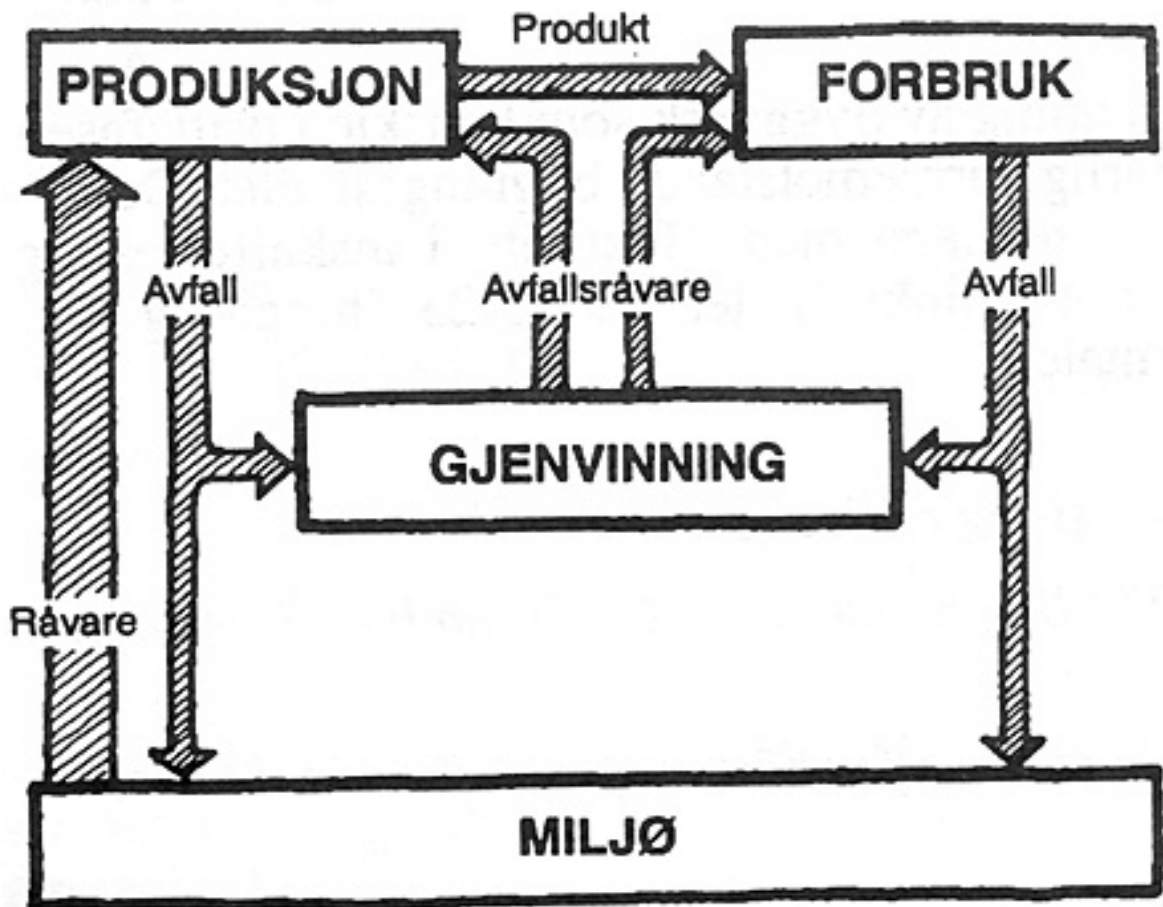 Produkt
PRODUKSJON
FORBRUK
Avfall
Avfallsråvare
Avfall
GJENVINNING
Råvare
MILJØ